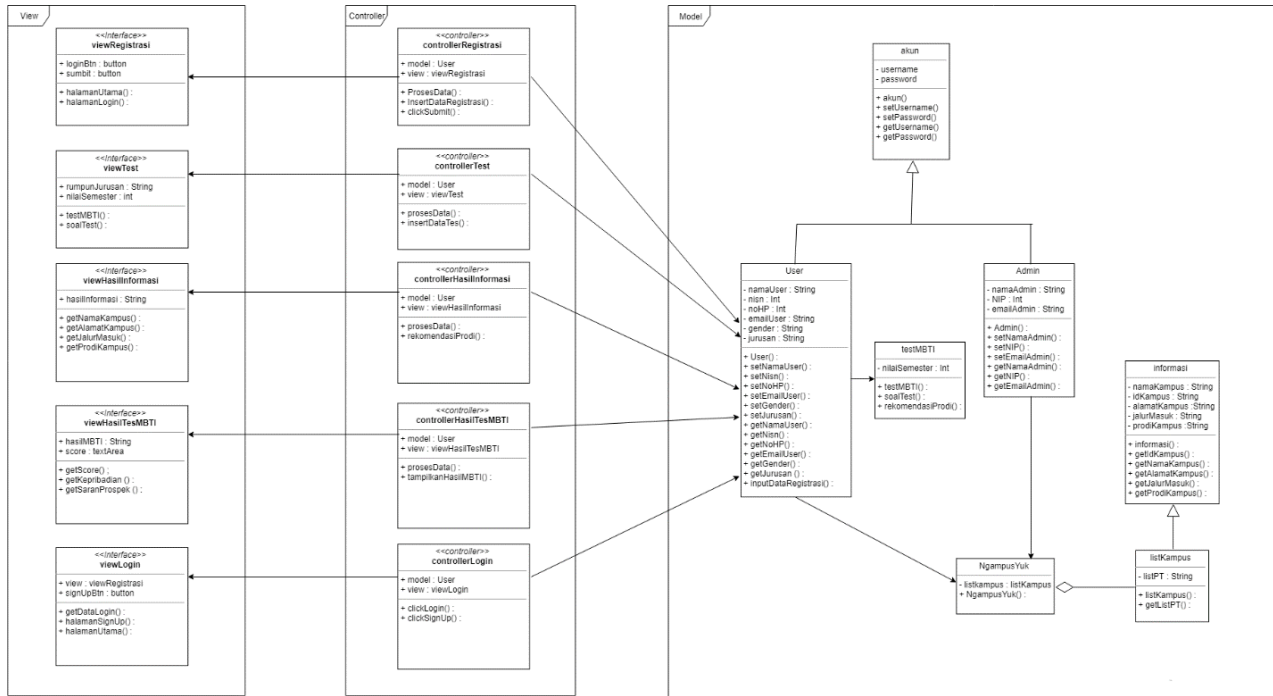 View
<<Interface>>
viewRegistrasi
+ loginBtn : button
+ sumbit : button
+ halamanUtama() :
+ halamanLogin() :
<<Interface>>
viewTest
+ rumpunJurusan : String
+ nilaiSemester : int
+ testMBTI() :
+ soalTest() :
<<Interface>>
viewHasilInformasi
+ hasilInformasi : String
+ getNamaKampus() :
+ getAlamatKampus() :
+ getJalurMasuk() :
+ getProdiKampus() :
<<Interface>>
viewHasilTesMBTI
+ hasilMBTI : String
+ score : textArea
+ getScore() :
+ getKepribadian () :
+ getSaranProspek () :
<<Interface>>
viewLogin
+ view : viewRegistrasi
+ signUpBtn : button
+ getDataLogin() :
+ halamanSignUp() :
+ halamanUtama() :
Controller
<<controller>>
controllerRegistrasi
+ model : User
+ view : viewRegistrasi
+ ProsesData() :
+ InsertDataRegistrasi() :
+ clickSubmit() :
<<controller>>
controllerTest
+ model : User
+ view : viewTest
+ prosesData() :
+ insertDataTes() :
<<controller>>
controllerHasilInformasi
+ model : User
+ view : viewHasilInformasi
+ prosesData() :
+ rekomendasiProdi() :
<<controller>>
controllerHasilTesMBTI
+ model : User
+ view : viewHasilTesMBTI
+ prosesData() :
+ tampilkanHasilMBTI() :
<<controller>>
controllerLogin
+ model : User
+ view : viewLogin
+ clickLogin() :
+ clickSignUp() :
Model
akun
- username
- password
+ akun()
+ setUsername()
+ setPassword()
+ getUsername()
+ getPassword()
User
- namaUser : String
- nisn : Int
- noHP : Int
- emailUser : String
- gender : String
- jurusan : String
+ User() :
+ setNamaUser() :
+ setNisn() :
+ setNoHP() :
+ setEmailUser() :
+ setGender() :
+ setJurusan() :
+ getNamaUser() :
+ getNisn() :
+ getNoHP() :
+ getEmailUser() :
+ getGender() :
+ getJurusan () :
+ inputDataRegistrasi() :
Admin
- namaAdmin : String
- NIP : Int
- emailAdmin : String
+ Admin() :
+ setNamaAdmin() :
+ setNIP() :
+ setEmailAdmin() :
+ getNamaAdmin() :
+ getNIP() :
+ getEmailAdmin() :
testMBTI
- nilaiSemester : Int
+ testMBTI() :
+ soalTest() :
+ rekomendasiProdi() :
informasi
- namaKampus : String
- idKampus : String
- alamatKampus : String
- jalurMasuk : String
- prodiKampus :String
+ informasi() :
+ getIdKampus() :
+ getNamaKampus() :
+ getAlamatKampus() :
+ getJalurMasuk() :
+ getProdiKampus() :
NgampusYuk
- listkampus : listKampus
+ NgampusYuk() :
listKampus
- listPT : String
+ listKampus() :
+ getListPT() :